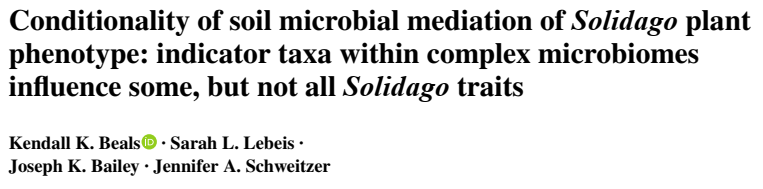 Conditionality of soil microbial mediation of Solidago plant
phenotype: indicator taxa within complex microbiomes
influence some, but not all Solidago traits
Kendall K. Beals iD · Sarah L. Lebeis ·
Joseph K. Bailey · Jennifer A. Schweitzer